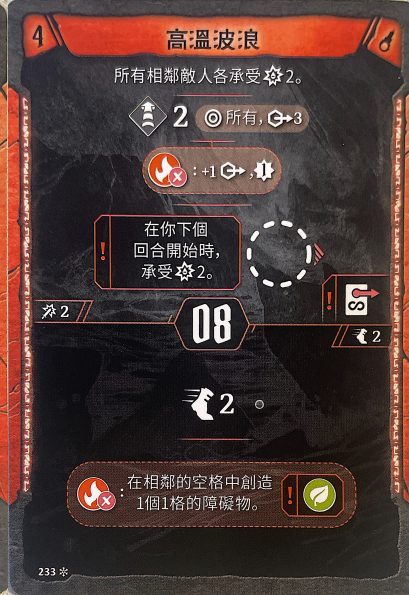 4
高溫波浪
所有相鄰敵人各承受2。
2 所有, 3
: +1 ,
!
在你下個
回合開始時,
承受2。
! S
2
08
2
2
: 在相鄰的空格中創造
1個1格的障礙物。
!
233